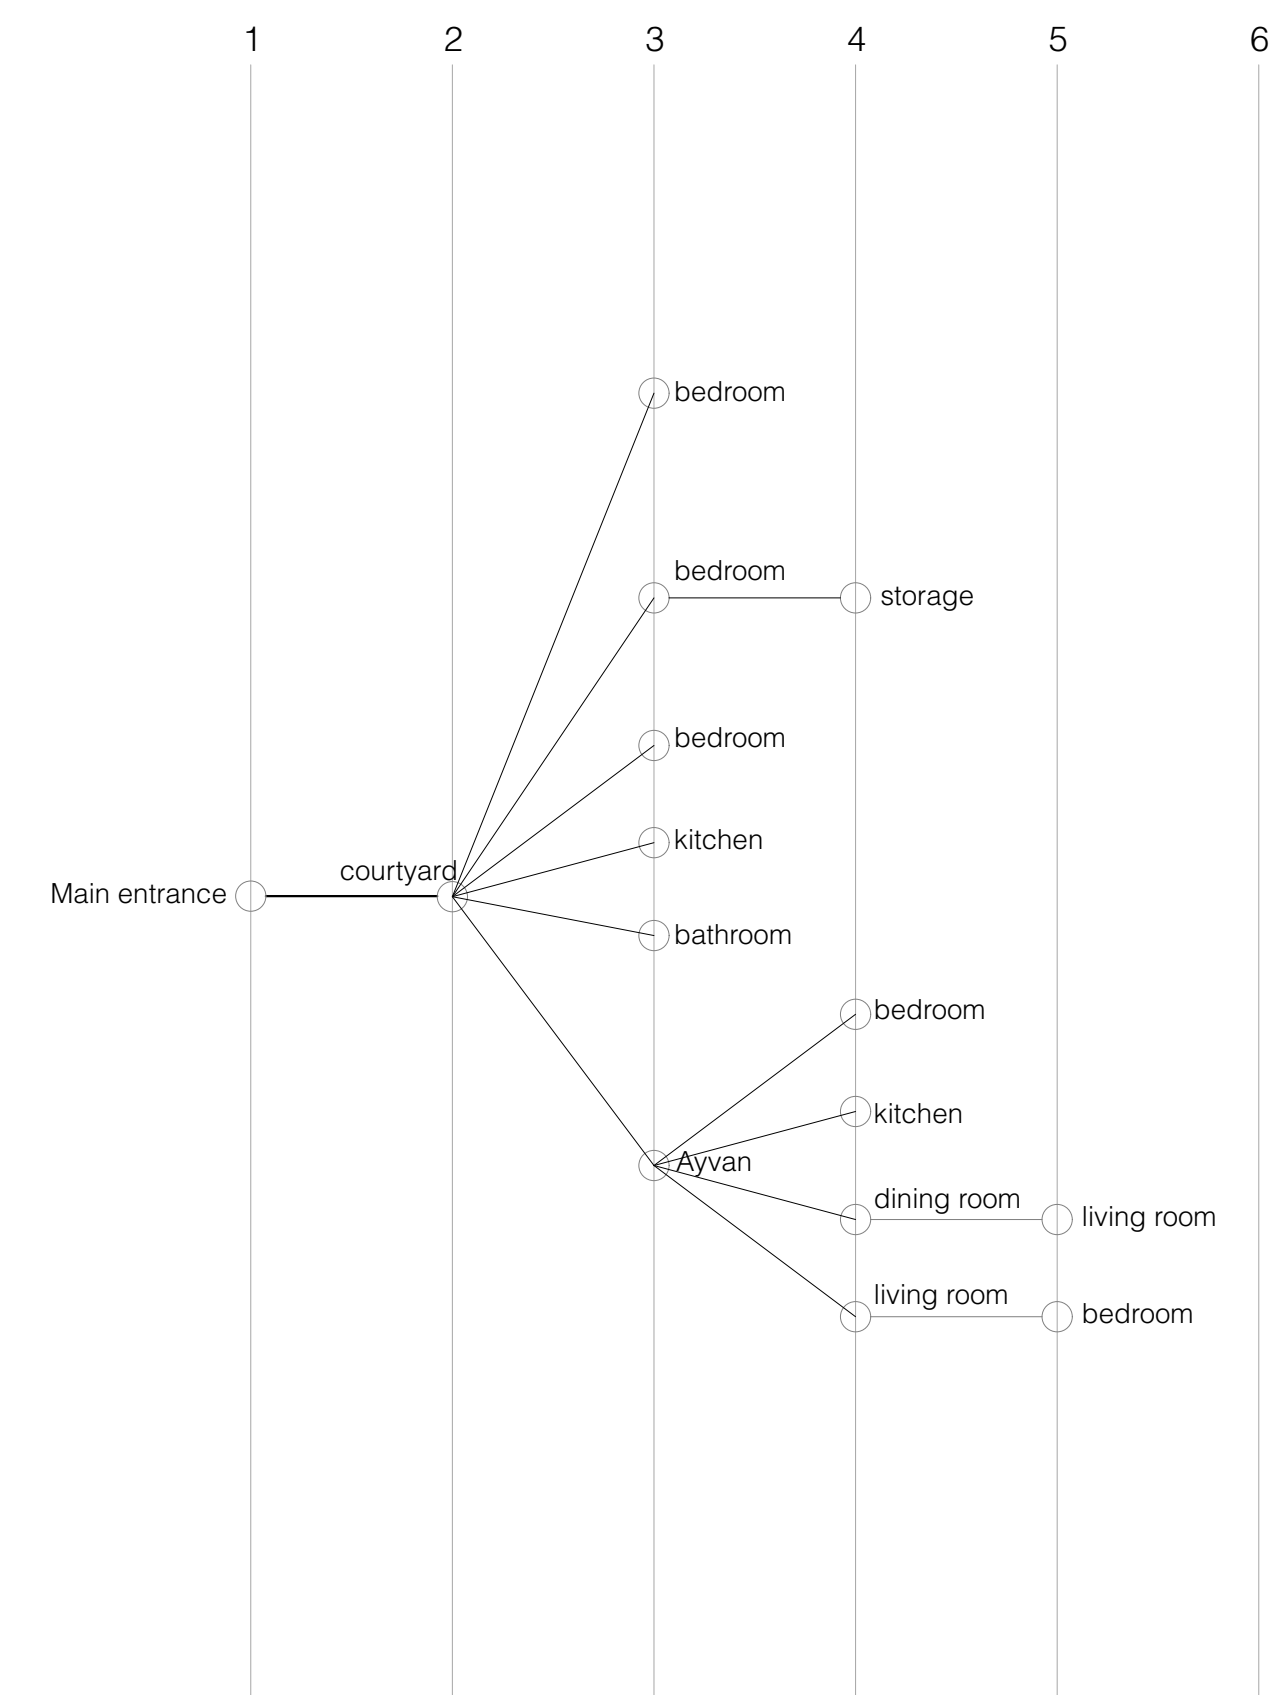 1 2 3 4 5 6
bedroom
bedroom
storage
bedroom
kitchen
courtyard
Main entrance
bathroom
bedroom
kitchen
Ayvan
dining room
living room
living room
bedroom